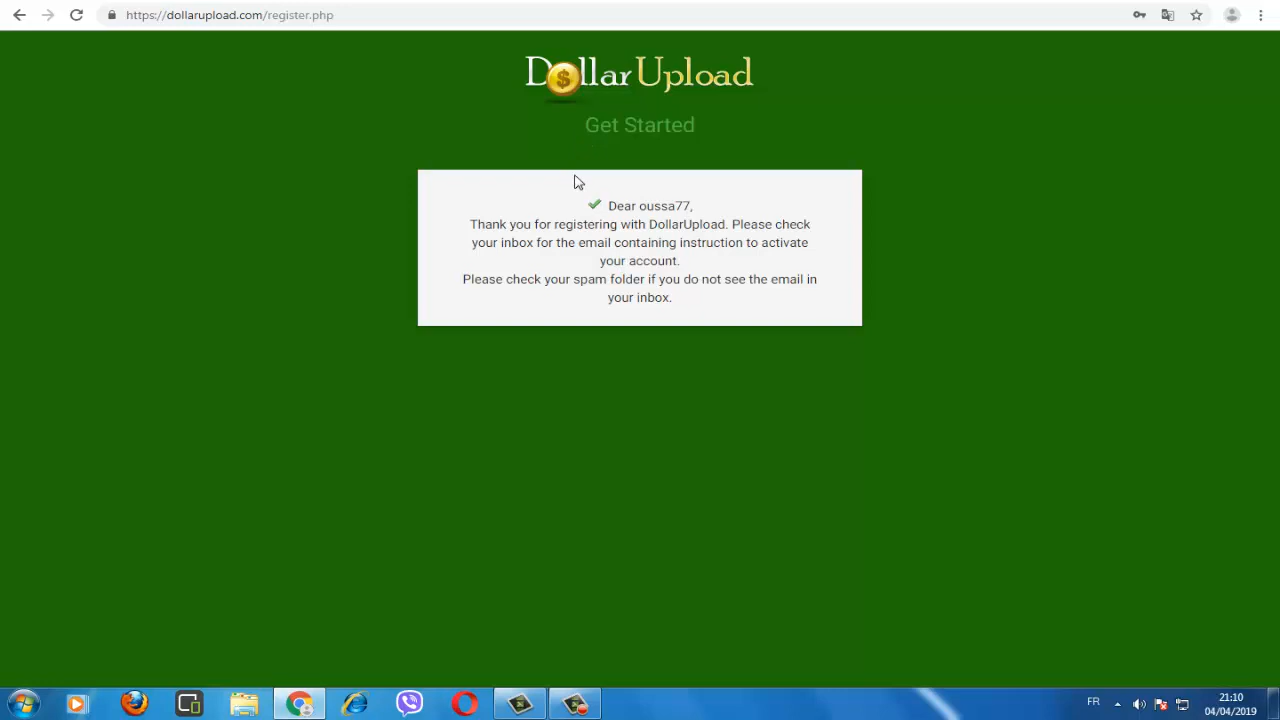 https://dollarupload.com/register.php
Dollar Upload
Get Started
Dear oussa77,
Thank you for registering with DollarUpload. Please check
your inbox for the email containing instruction to activate
your account.
Please check your spam folder if you do not see the email in
your inbox.
FR
21:10
04/04/2019